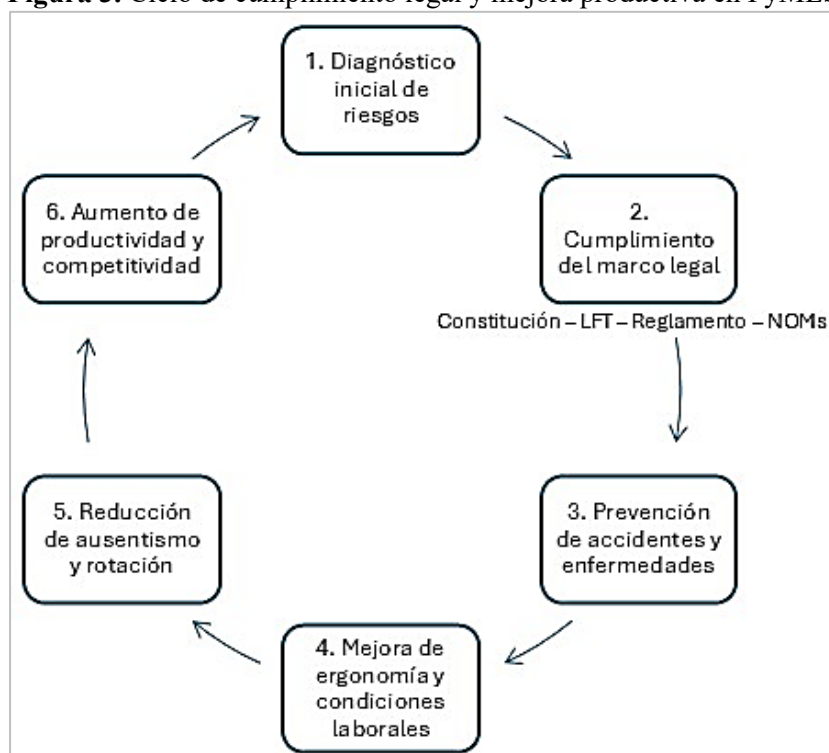 Figura 3. Ciclo de cumplimiento legal y mejora productiva en PyMEs
1. Diagnóstico
inicial de
riesgos
2.
Cumplimiento
del marco legal
Constitución – LFT – Reglamento – NOMs
3. Prevención
de accidentes y
enfermedades
4. Mejora de
ergonomía y
condiciones
laborales
5. Reducción
de ausentismo
y rotación
6. Aumento de
productividad y
competitividad